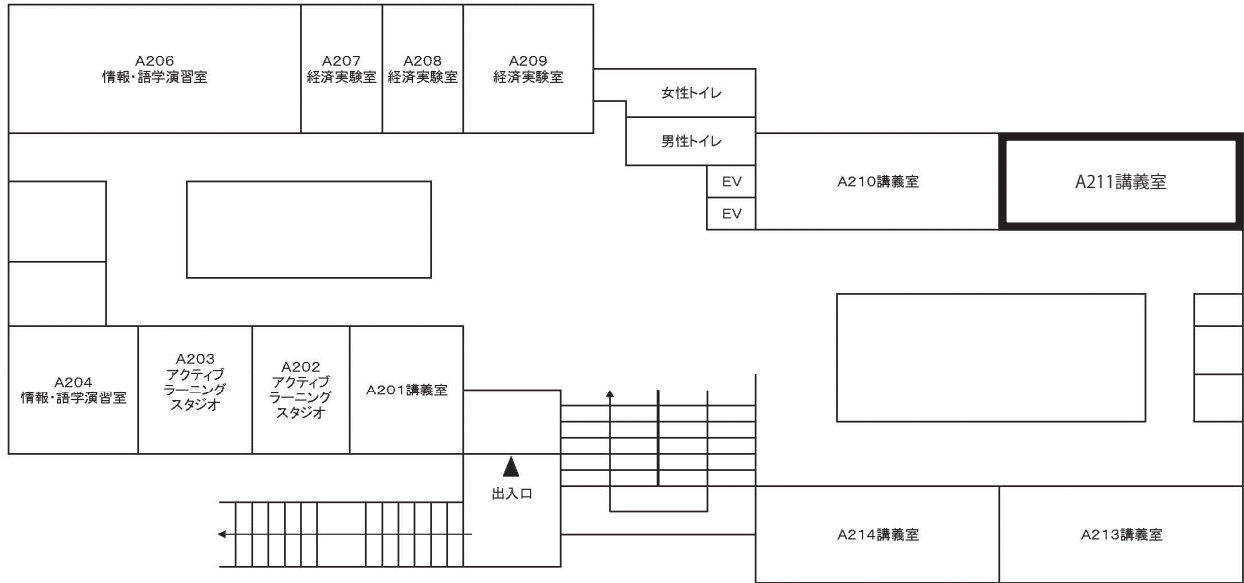 A206
情報・語学演習室
A207
経済実験室
A208
経済実験室
A209
経済実験室
女性トイレ
男性トイレ
EV
EV
A210講義室
A211講義室
A204
情報・語学演習室
A203
アクティブ
ラーニング
スタジオ
A202
アクティブ
ラーニング
スタジオ
A201講義室
出入口
A214講義室
A213講義室